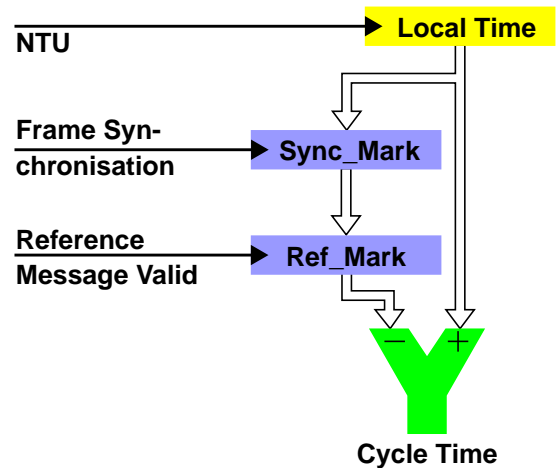 Local Time
NTU
Frame Syn-
chronisation
Sync_Mark
Reference
Message Valid
Ref_Mark
− +
Cycle Time